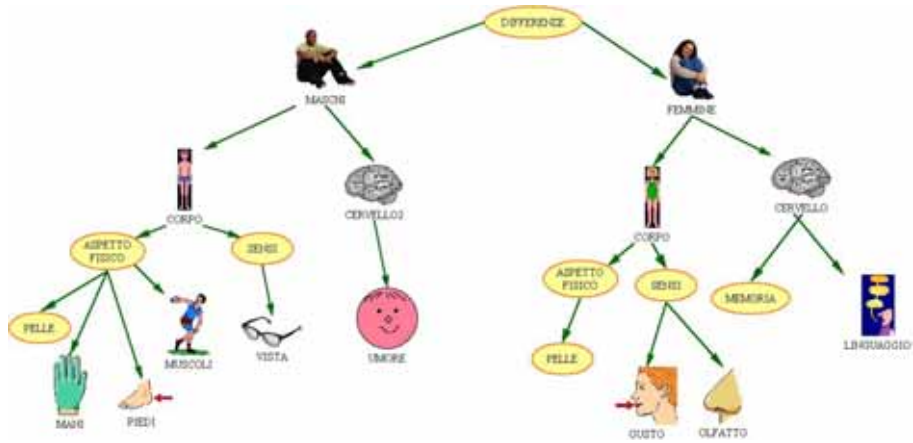 DIFFERENZE
MASCHI
FEMMINE
CORPO
CERVELLO2
CORPO
CERVELLO
ASPETTO
FISICO
SENSI
ASPETTO
FISICO
SENSI
MEMORIA
PELLE
MUSCOLI
VISTA
UMORE
PELLE
LINGUAGGIO
MANI
PIEDI
GUSTO
OLFATTO